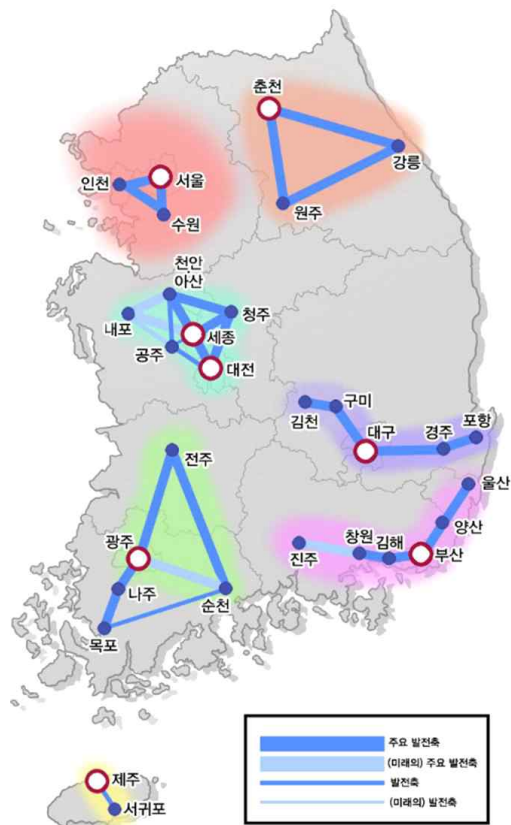 춘천
강릉
원주
인천
서울
수원
천안
아산
내포
청주
세종
공주
대전
구미
김천
대구
경주
포항
울산
양산
창원
김해
부산
진주
전주
광주
나주
순천
목포
제주
서귀포
주요 발전축
(미래의) 주요 발전축
발전축
(미래의) 발전축